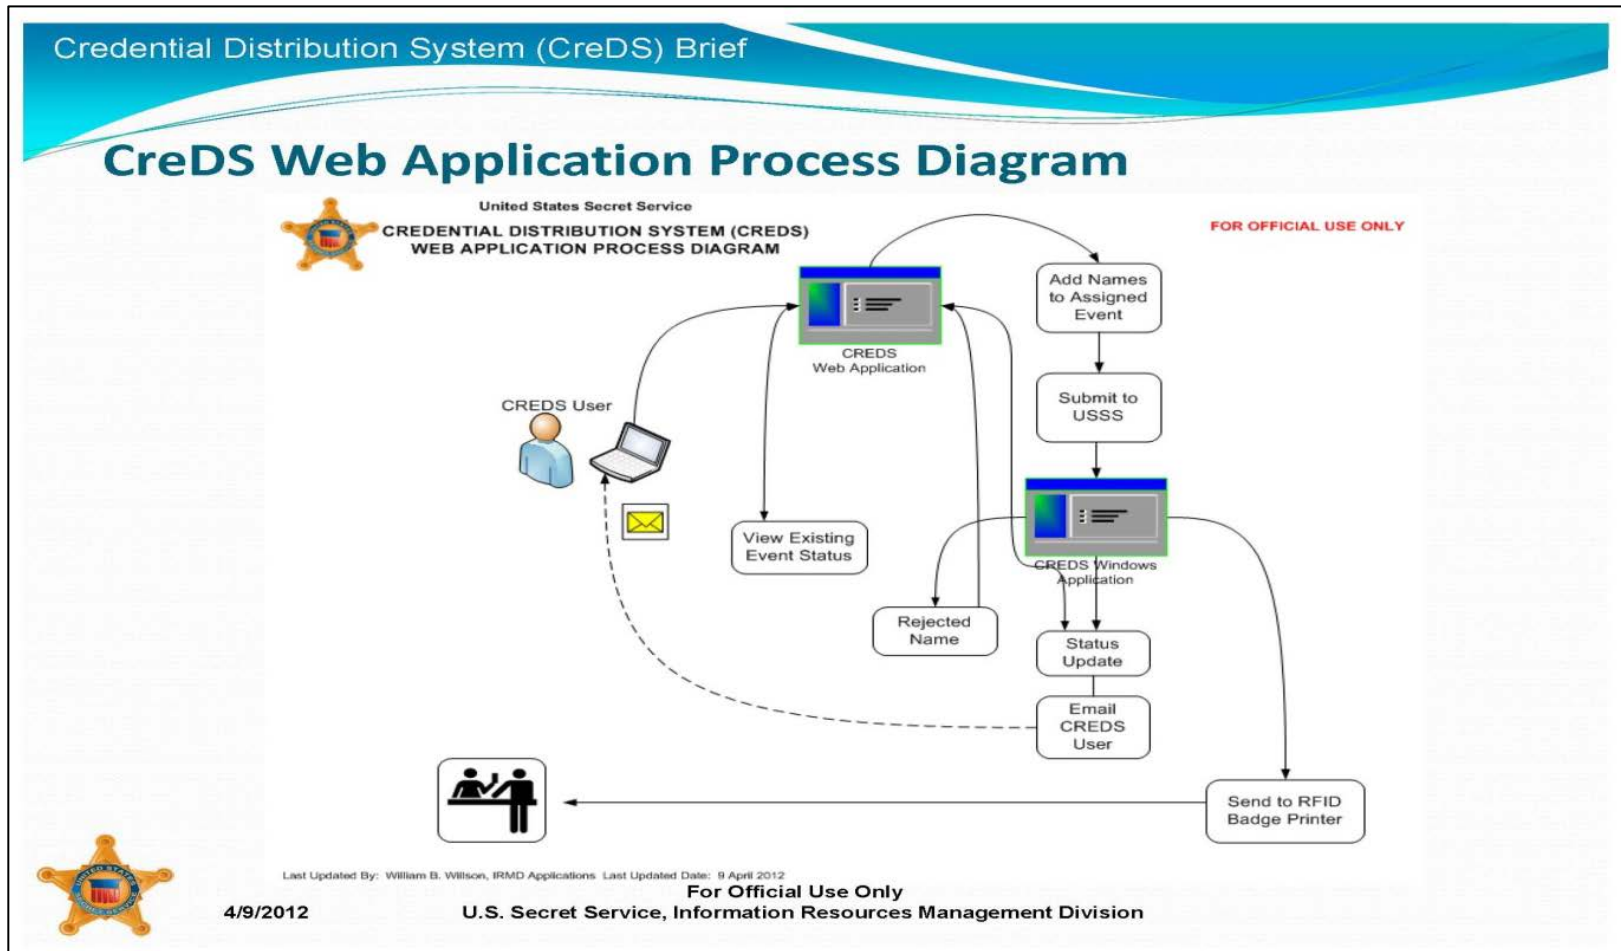 Credential Distribution System (CreDS) Brief
CreDS Web Application Process Diagram
United States Secret Service
CREDENTIAL DISTRIBUTION SYSTEM (CREDS)
WEB APPLICATION PROCESS DIAGRAM
FOR OFFICIAL USE ONLY
Add Names
to Assigned
Event
CREDS
Web Application
CREDS User
Submit to
USSS
View Existing
Event Status
CREDS Windows
Application
Rejected
Name
Status
Update
Email
CREDS
User
Send to RFID
Badge Printer
Last Updated By: William B. Willson, IRMD Applications Last Updated Date: 9 April 2012
For Official Use Only
4/9/2012
U.S. Secret Service, Information Resources Management Division